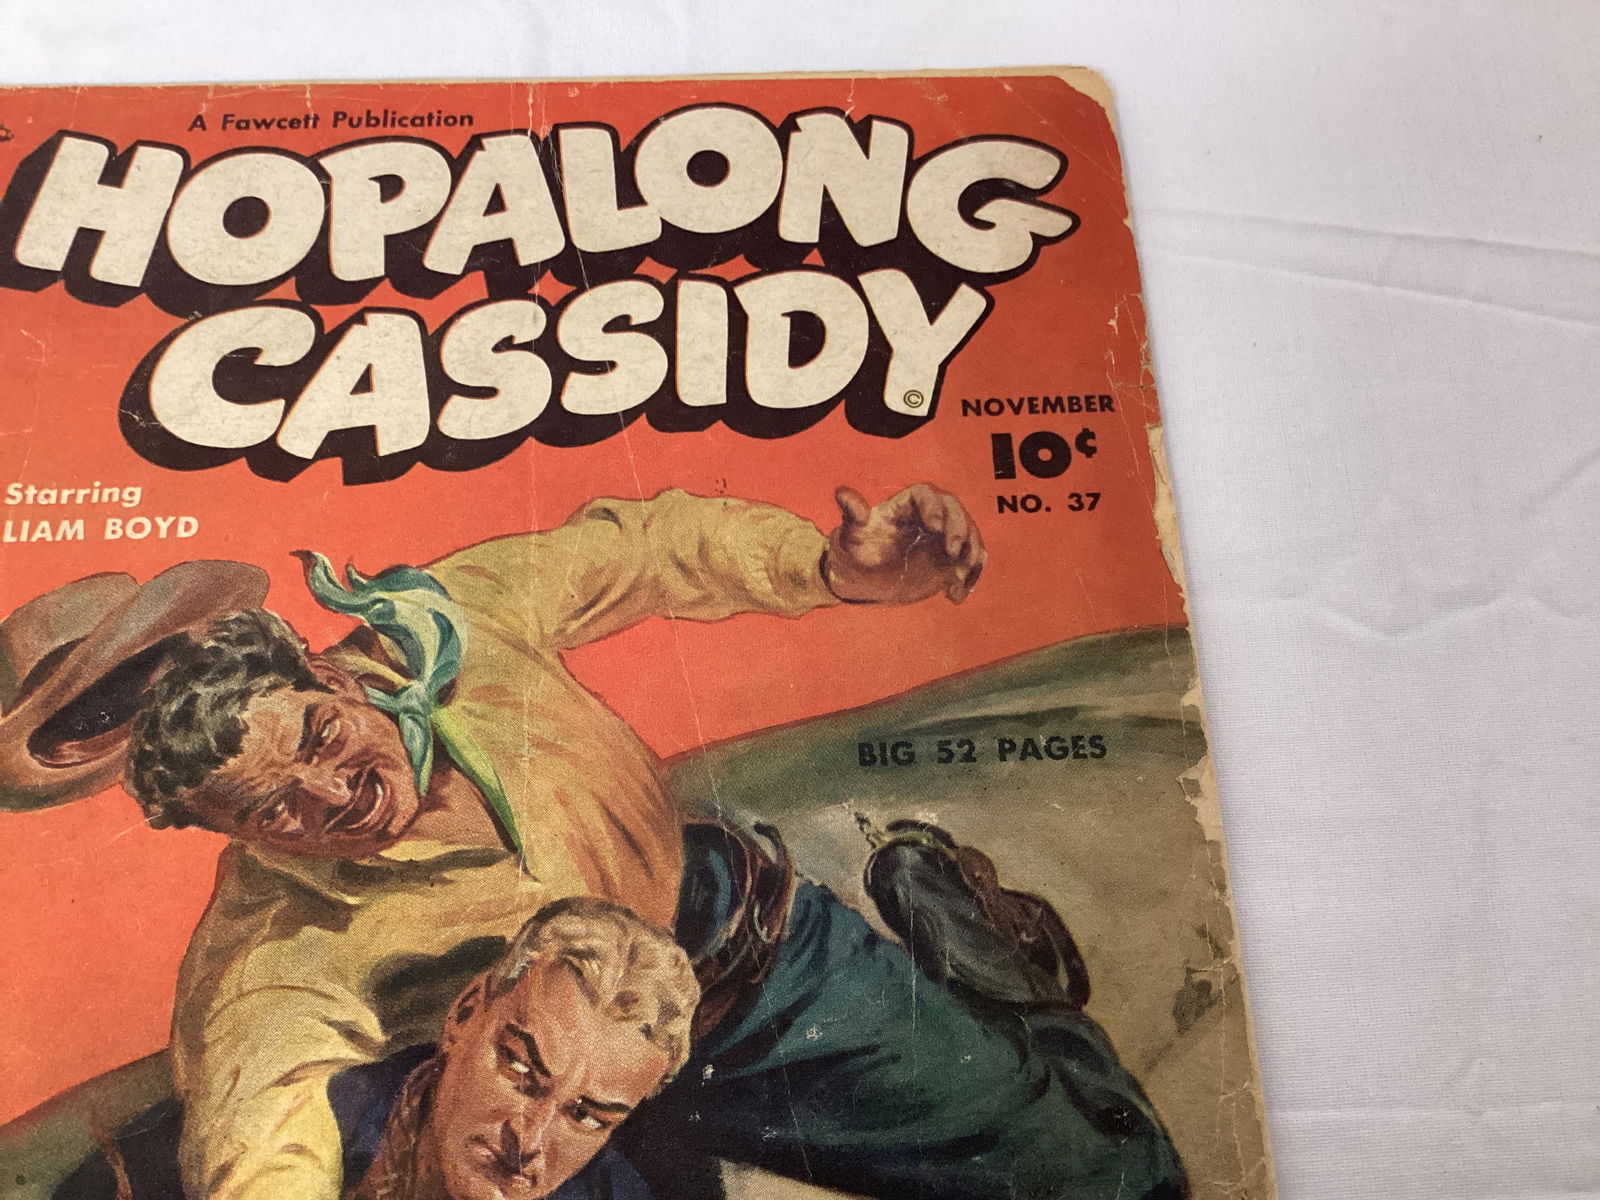 A Fawcett Publication
HOPALONG
CASSIDY
©
NOVEMBER
10¢
NO. 37
Starring
LIAM BOYD
BIG 52 PAGES